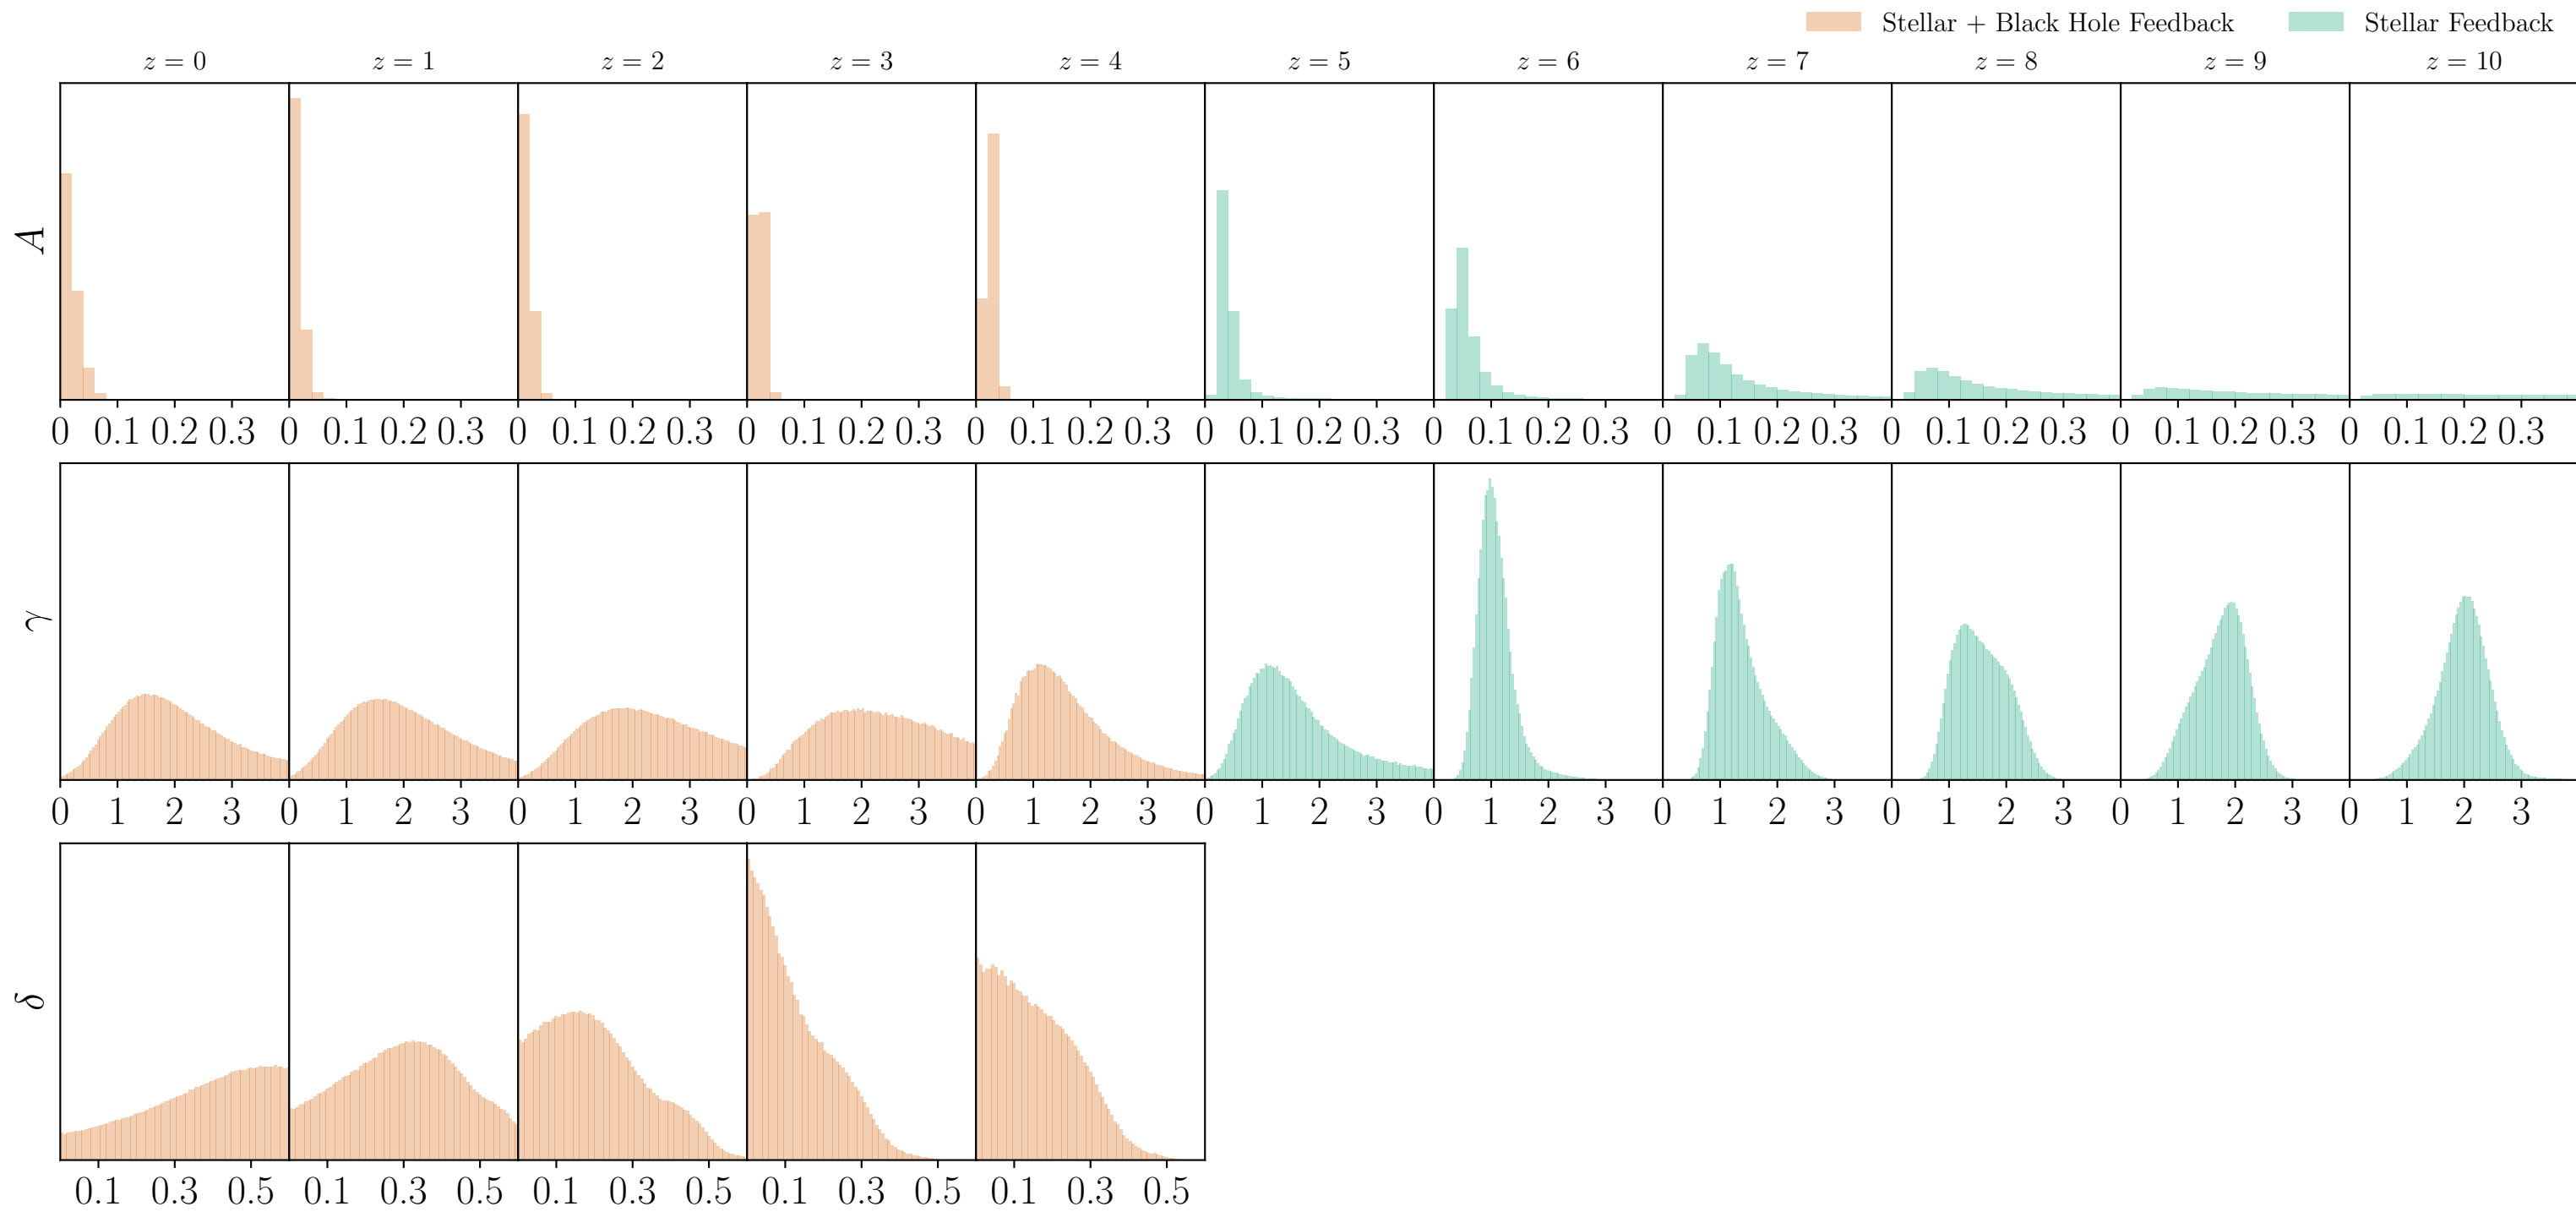 Stellar + Black Hole Feedback Stellar Feedback
z = 0 z = 1 z = 2 z = 3 z = 4 z = 5 z = 6 z = 7 z = 8 z = 9 z = 10
A
0 0.1 0.2 0.3 0 0.1 0.2 0.3 0 0.1 0.2 0.3 0 0.1 0.2 0.3 0 0.1 0.2 0.3 0 0.1 0.2 0.3 0 0.1 0.2 0.3 0 0.1 0.2 0.3 0 0.1 0.2 0.3 0 0.1 0.2 0.3 0 0.1 0.2 0.3
γ
0 1 2 3 0 1 2 3 0 1 2 3 0 1 2 3 0 1 2 3 0 1 2 3 0 1 2 3 0 1 2 3 0 1 2 3 0 1 2 3 0 1 2 3
δ
0.1 0.3 0.5 0.1 0.3 0.5 0.1 0.3 0.5 0.1 0.3 0.5 0.1 0.3 0.5